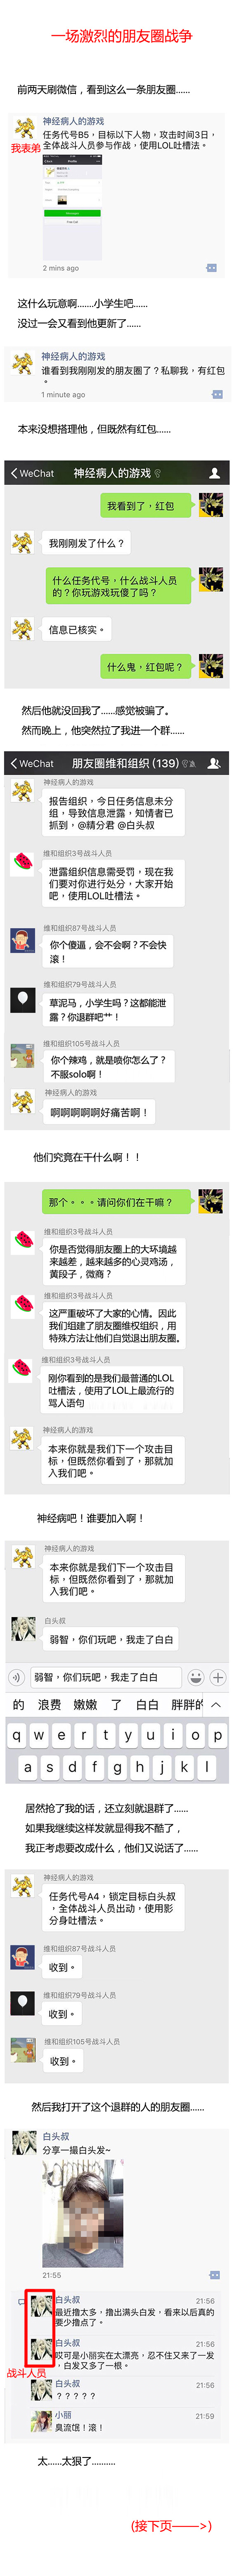 一场激烈的朋友圈战争
前两天刷微信，看到这么一条朋友圈......
神经病人的游戏
任务代号B5，目标以下人物，攻击时间3日，
全体战斗人员参与作战，使用LOL吐槽法。
我表弟
2 mins ago
这什么玩意啊.......小学生吧......
没过一会又看到他更新了......
神经病人的游戏
谁看到我刚刚发的朋友圈了？私聊我，有红包
。
1 minute ago
本来没想搭理他，但既然有红包......
WeChat
神经病人的游戏
我看到了，红包
我刚刚发了什么？
什么任务代号，什么战斗人员
的？你玩游戏玩傻了吗？
信息已核实。
什么鬼，红包呢？
然后他就没回我了......感觉被骗了。
然而晚上，他突然拉了我进一个群......
WeChat
朋友圈维和组织 (139)
神经病人的游戏
报告组织，今日任务信息未分
组，导致信息泄露，知情者已
抓到，@精分君 @白头叔
维和组织3号战斗人员
泄露组织信息需受罚，现在我
们要对你进行处分，大家开始
吧，使用LOL吐槽法。
维和组织87号战斗人员
你个傻逼，会不会啊？不会快
滚！
维和组织79号战斗人员
草泥马，小学生吗？这都能泄
露？你退群吧艹！
维和组织105号战斗人员
你个辣鸡，就是喷你怎么了？
不服solo啊！
神经病人的游戏
啊啊啊啊啊好痛苦啊！
他们究竟在干什么啊！！
那个。。。请问你们在干嘛？
维和组织3号战斗人员
你是否觉得朋友圈上的大环境越
来越差，越来越多的心灵鸡汤，
黄段子，微商？
维和组织3号战斗人员
这严重破坏了大家的心情。因此
我们组建了朋友圈维权组织，用
特殊方法让他们自觉退出朋友圈。
维和组织3号战斗人员
刚你看到的是我们最普通的LOL
吐槽法，使用了LOL上最流行的
骂人语句
神经病人的游戏
本来你就是我们下一个攻击目
标，但既然你看到了，那就加
入我们吧。
神经病吧！谁要加入啊！
神经病人的游戏
本来你就是我们下一个攻击目
标，但既然你看到了，那就加
入我们吧。
白头叔
弱智，你们玩吧，我走了白白
弱智，你们玩吧，我走了白白
的 浪费 嫩嫩 了 白白 胖胖的
q w e r t y u i o p
a s d f g h j k l
居然抢了我的话，还立刻就退群了......
如果我继续这样发就显得我不酷了，
我正考虑要改成什么，他们又说话了......
神经病人的游戏
任务代号A4，锁定目标白头叔
，全体战斗人员出动，使用影
分身吐槽法。
维和组织87号战斗人员
收到。
维和组织79号战斗人员
收到。
维和组织105号战斗人员
收到。
然后我打开了这个退群的人的朋友圈......
白头叔
分享一撮白头发~
21:55
白头叔 21:56
最近撸太多，撸出满头白发，看来以后真的
要少撸点了。
白头叔 21:56
哎可是小丽实在太漂亮，忍不住又来了一发
，白发又多了一根。
战斗人员
白头叔 21:56
？？？？？
小丽 21:59
臭流氓！滚！
太......太狠了..........
(接下页——>)